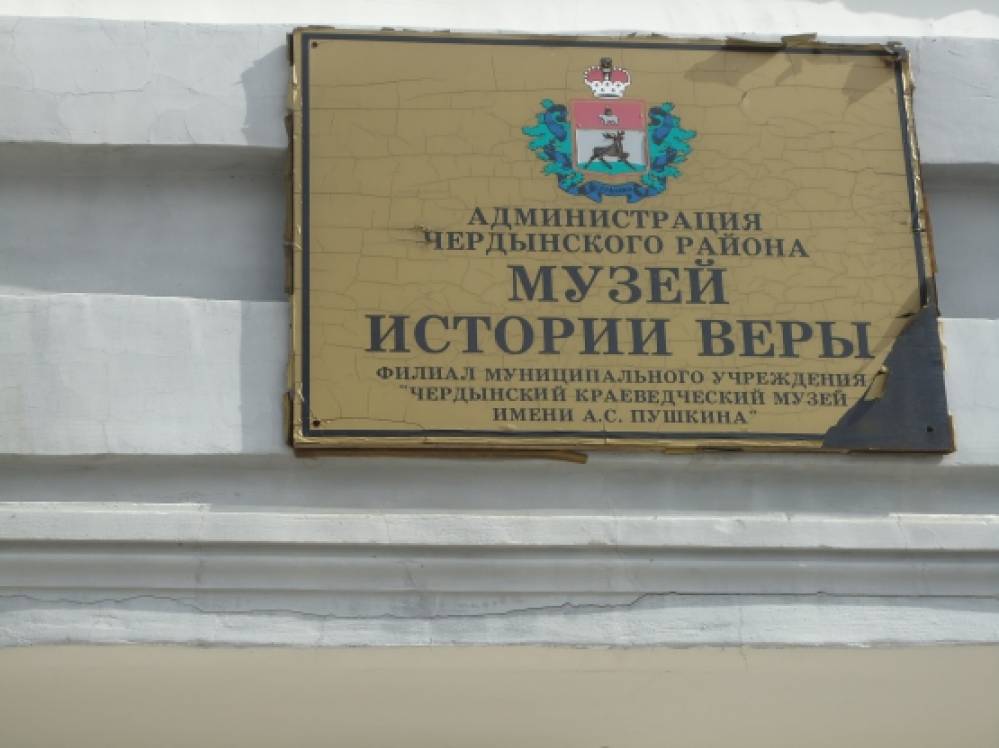 АДМИНИСТРАЦИЯ
ЧЕРДЫНСКОГО РАЙОНА
МУЗЕЙ
ИСТОРИИ ВЕРЫ
ФИЛИАЛ МУНИЦИПАЛЬНОГО УЧРЕЖДЕНИЯ
"ЧЕРДЫНСКИЙ КРАЕВЕДЧЕСКИЙ МУЗЕЙ
ИМЕНИ А.С. ПУШКИНА"